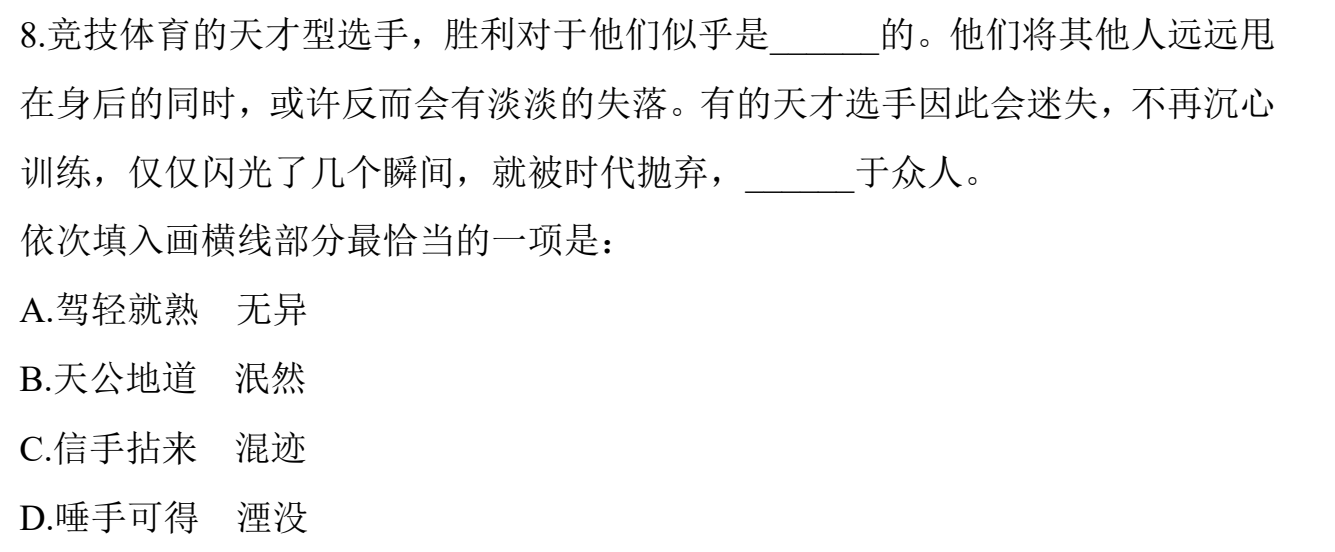 8.竞技体育的天才型选手，胜利对于他们似乎是______的。他们将其他人远远甩
在身后的同时，或许反而会有淡淡的失落。有的天才选手因此会迷失，不再沉心
训练，仅仅闪光了几个瞬间，就被时代抛弃，______于众人。
依次填入画横线部分最恰当的一项是：
A.驾轻就熟 无异
B.天公地道 泯然
C.信手拈来 混迹
D.唾手可得 湮没